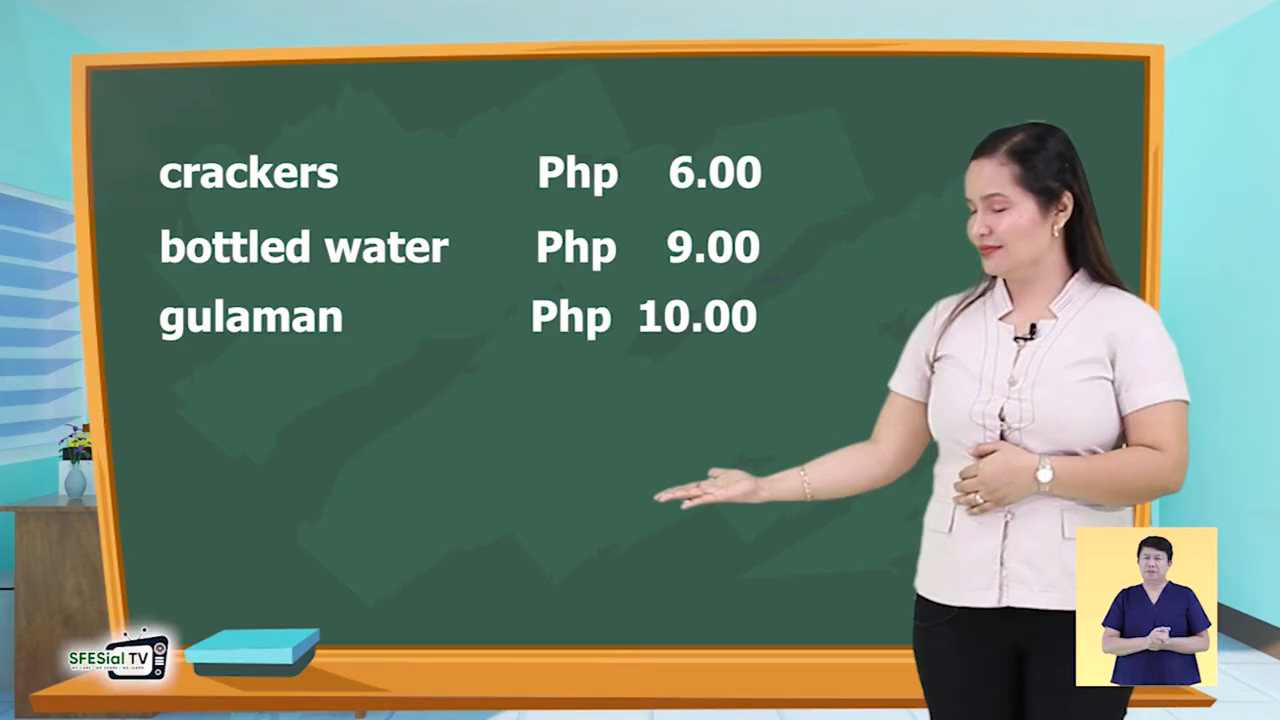 crackers Php 6.00
bottled water Php 9.00
gulaman Php 10.00
SFESial TV